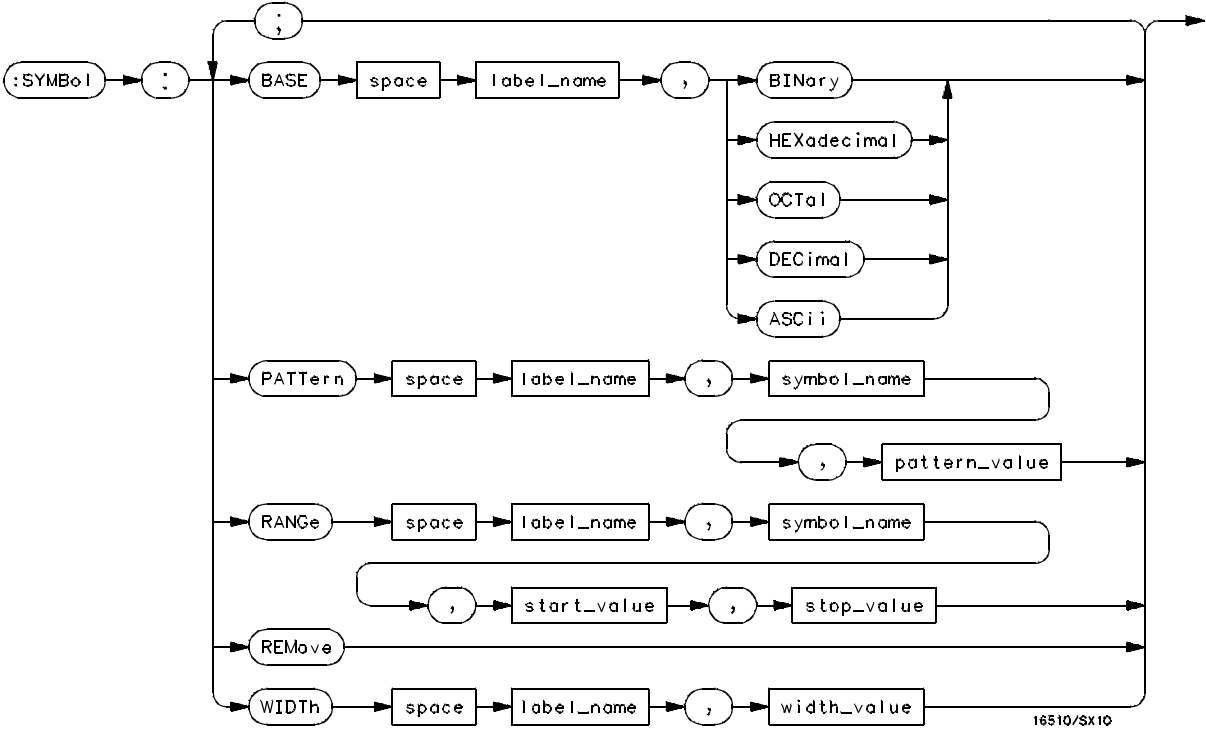 ;
:SYMBol : BASE space label_name , BINary
HEXadecimal
OCTal
DECimal
ASCii
PATTern space label_name , symbol_name
, pattern_value
RANGe space label_name , symbol_name
, start_value , stop_value
REMove
WIDTh space label_name , width_value
16510/SX10